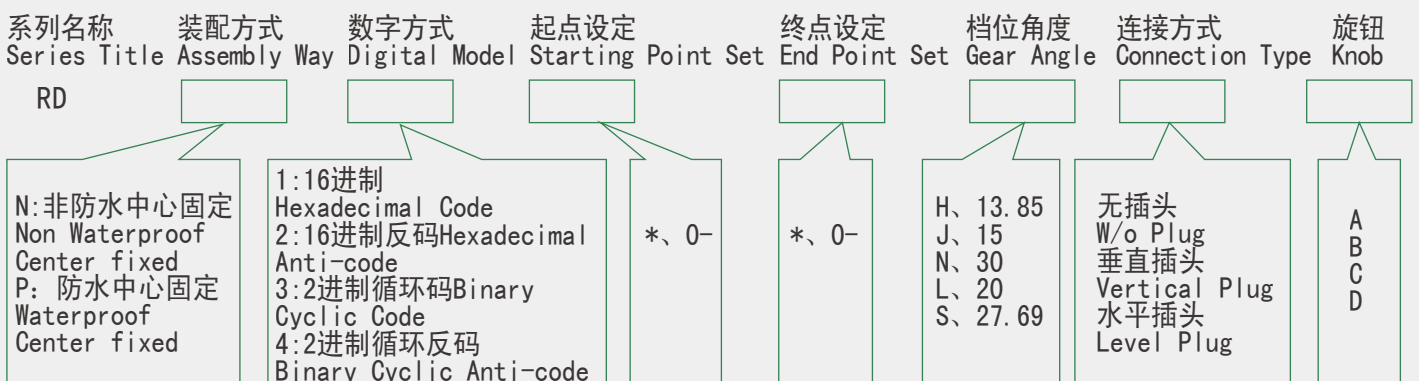 系列名称 装配方式 数字方式 起点设定 终点设定 档位角度 连接方式 旋钮
Series Title Assembly Way Digital Model Starting Point Set End Point Set Gear Angle Connection Type Knob
RD
N:非防水中心固定
Non Waterproof
Center fixed
P: 防水中心固定
Waterproof
Center fixed
1:16进制
Hexadecimal Code
2:16进制反码Hexadecimal
Anti-code
3:2进制循环码Binary
Cyclic Code
4:2进制循环反码
Binary Cyclic Anti-code
*、0-
*、0-
H、13.85
J、15
N、30
L、20
S、27.69
无插头
W/o Plug
垂直插头
Vertical Plug
水平插头
Level Plug
A
B
C
D